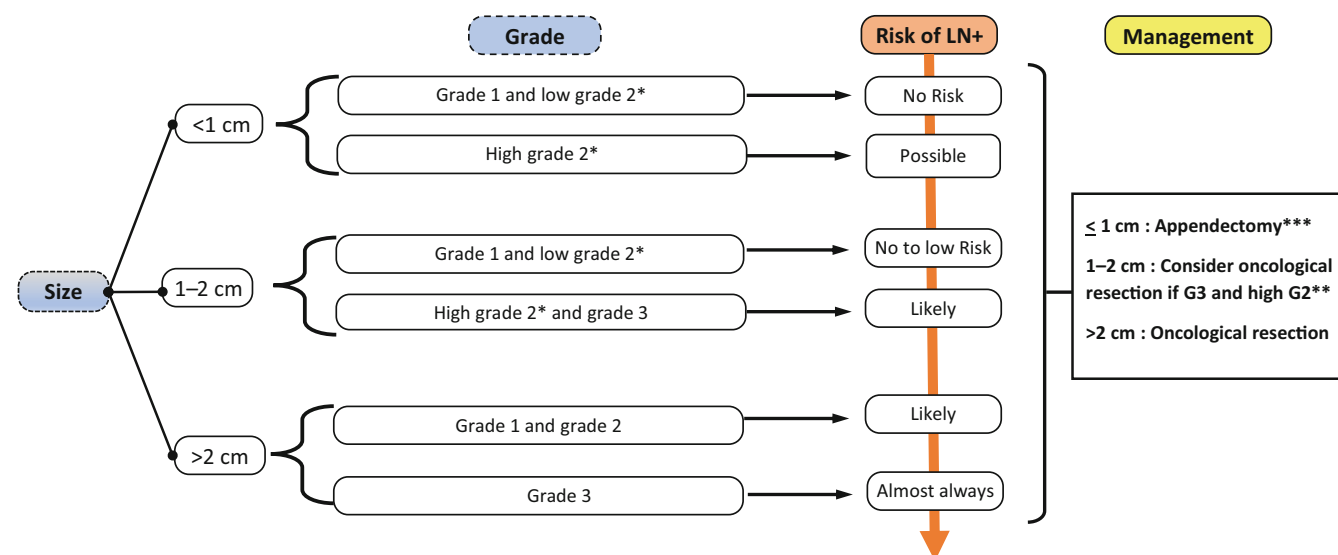 Grade
Risk of LN+
Management
Size
<1 cm
Grade 1 and low grade 2*
No Risk
High grade 2*
Possible
1–2 cm
Grade 1 and low grade 2*
No to low Risk
High grade 2* and grade 3
Likely
>2 cm
Grade 1 and grade 2
Likely
Grade 3
Almost always
≤ 1 cm : Appendectomy***
1–2 cm : Consider oncological
resection if G3 and high G2**
>2 cm : Oncological resection